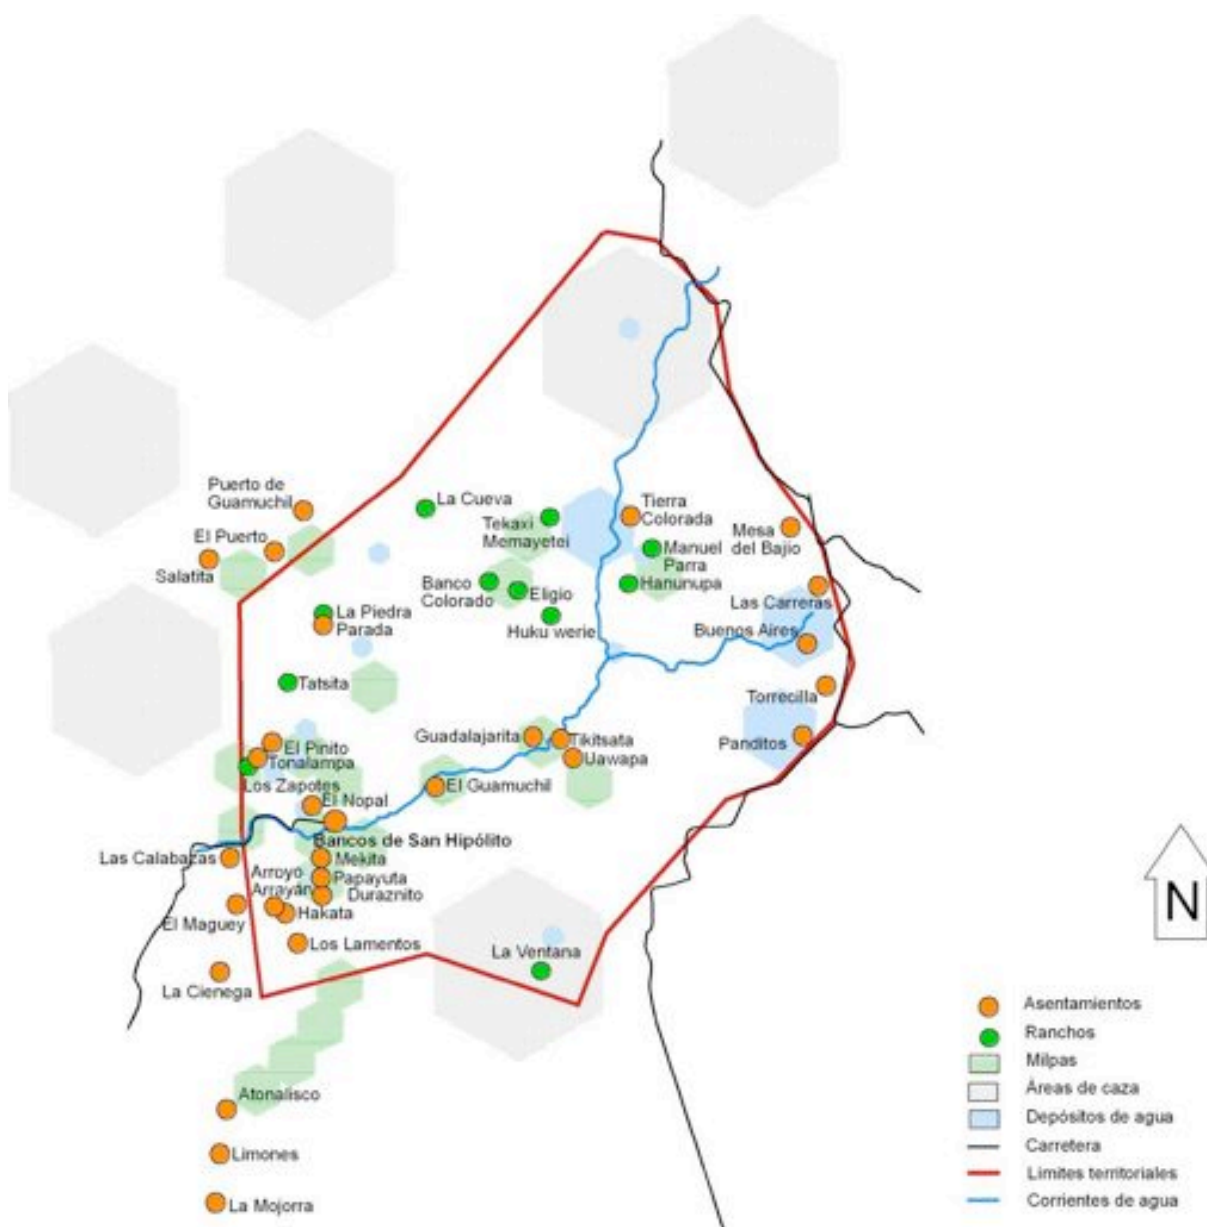 Puerto de
Guamuchil
El Puerto
Salatita
La Cueva
Tekaxi
Memayetei
Tierra
Colorada
Mesa
del Bajío
Manuel
Parra
Hanunupa
Banco
Colorado
Eligio
Huku werie
Las Carreras
Buenos Aires
La Piedra
Parada
Tatsita
Torrecilla
Panditos
Guadalajarita
Tikitsata
Uawapa
El Pinito
Tonalampa
Los Zapotes
El Nopal
El Guamuchil
Bancos de San Hipólito
Las Calabazas
Mekita
Arroyo
Arrayán
Papayuta
Duraznito
El Maguey
Hakata
Los Lamentos
La Ventana
La Cienega
Atonalisco
Limones
La Mojorra
N
Asentamientos
Ranchos
Milpas
Áreas de caza
Depósitos de agua
Carretera
Limites territoriales
Corrientes de agua